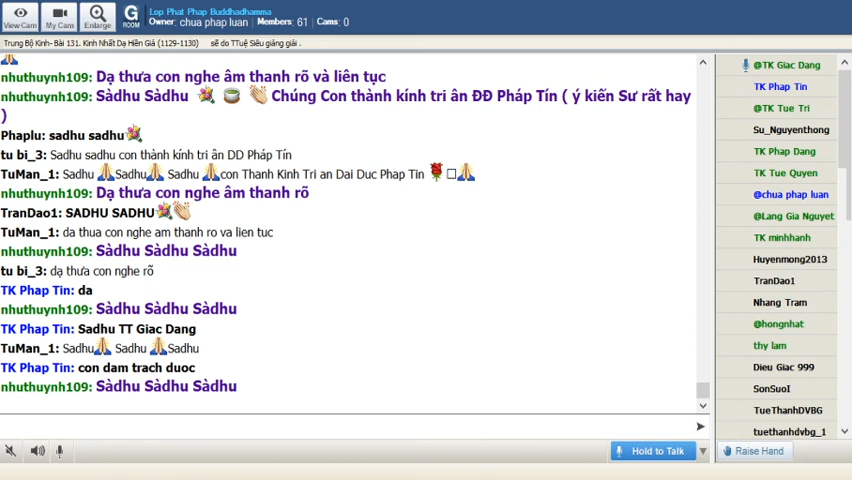 View Cam
My Cam
Enlarge
G
ROOM
Lop Phat Phap Buddhadhamma
Owner: chua phap luan Members: 61 Cams: 0
Trung Bộ Kinh- Bài 131. Kinh Nhất Dạ Hiền Giả (1129-1130) sẽ do TTuệ Siêu giảng giải .
nhuthuynh109: Dạ thưa con nghe âm thanh rõ và liên tục
nhuthuynh109: Sàdhu Sàdhu Chúng Con thành kính tri ân ĐĐ Pháp Tín ( ý kiến Sư rất hay
)
Phaplu: sadhu sadhu
tu bi_3: Sadhu sadhu con thành kính tri ân DD Pháp Tín
TuMan_1: Sadhu Sadhu Sadhu con Thanh Kinh Tri an Dai Duc Phap Tin
nhuthuynh109: Dạ thưa con nghe âm thanh rõ
TranDao1: SADHU SADHU
TuMan_1: da thua con nghe am thanh ro va lien tuc
nhuthuynh109: Sàdhu Sàdhu Sàdhu
tu bi_3: dạ thưa con nghe rõ
TK Phap Tin: da
nhuthuynh109: Sàdhu Sàdhu Sàdhu
TK Phap Tin: Sadhu TT Giac Dang
TuMan_1: Sadhu Sadhu Sadhu
TK Phap Tin: con dam trach duoc
nhuthuynh109: Sàdhu Sàdhu Sàdhu
Hold to Talk
@TK Giac Dang
TK Phap Tin
@TK Tue Tri
Su_Nguyenthong
TK Phap Dang
TK Tue Quyen
@chua phap luan
@Lang Gia Nguyet
TK minhhanh
Huyenmong2013
TranDao1
Nhang Tram
@hongnhat
thy lam
Dieu Giac 999
SonSuoI
TueThanhDVBG
tuethanhdvbg_1
Raise Hand